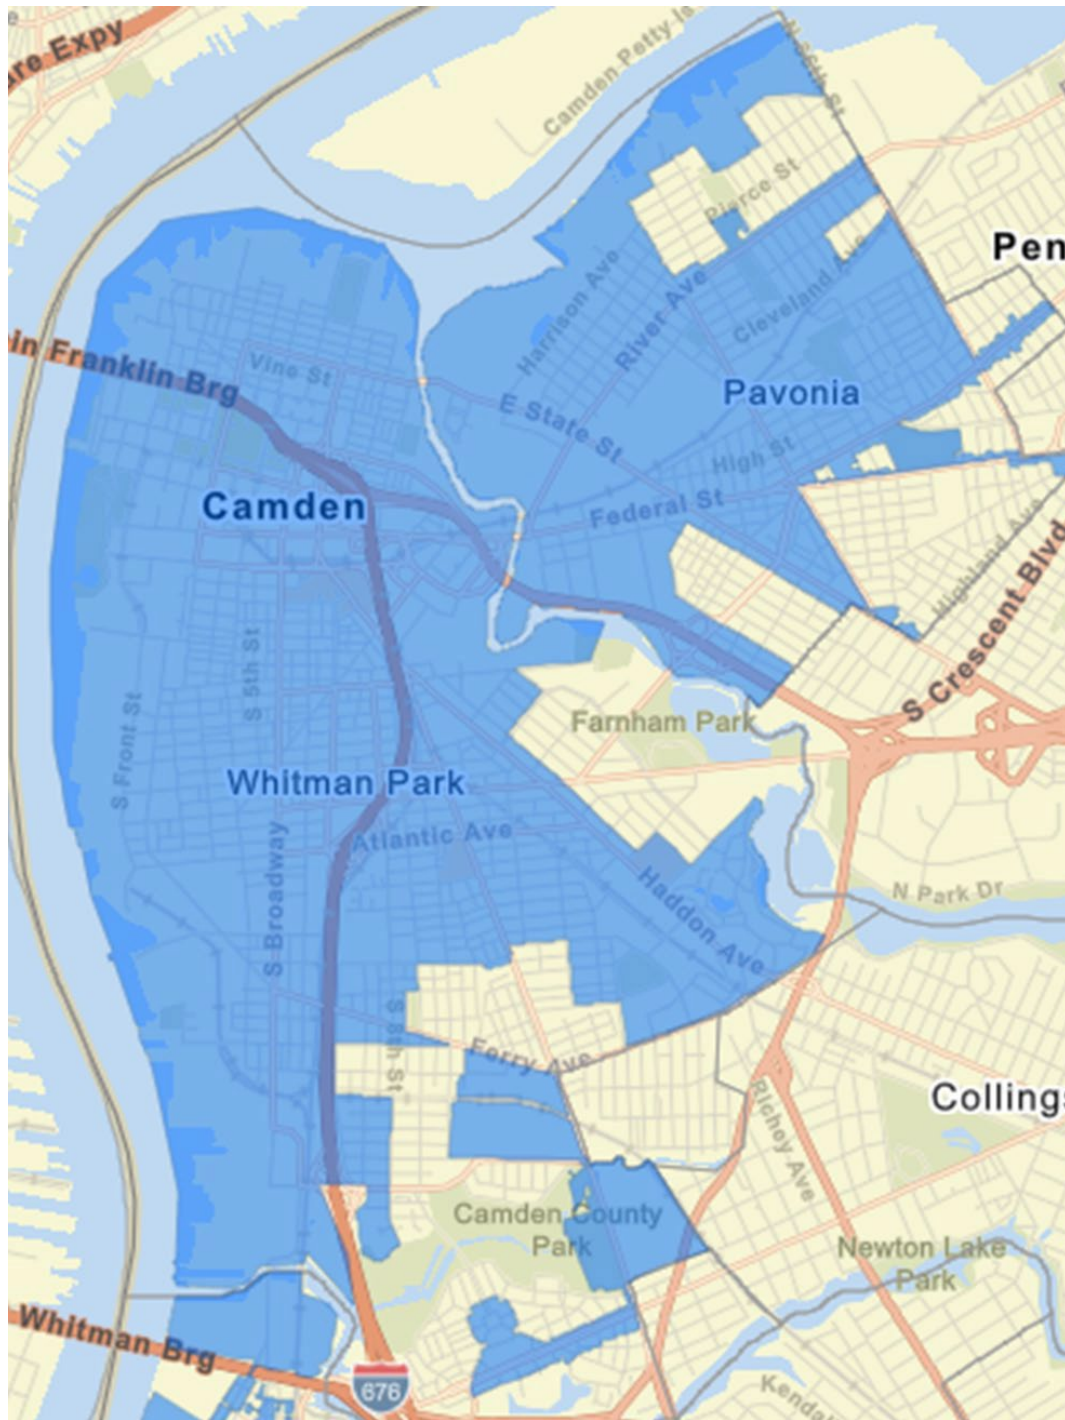 are Expy
Camden Petty Is
N 36th St
Pierce St
Pen
Harrison Ave
River Ave
Cleveland Ave
in Franklin Brg
Vine St
Pavonia
E State St
High St
Camden
Federal St
Highland Ave
S Crescent Blvd
S 5th St
S Front St
Farnham Park
Whitman Park
Atlantic Ave
S Broadway
Haddon Ave
N Park Dr
S 8th St
Ferry Ave
Richey Ave
Collings
Camden County
Park
Newton Lake
Park
Whitman Brg
676
Kenda